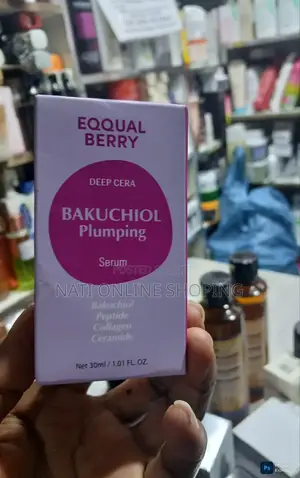 EQQUAL
BERRY
DEEP CERA
BAKUCHIOL
Plumping
Serum
POSTED
NATI ONLINE SHOPING
Bakuchiol
Peptide
Collagen
Ceramide
Net 30ml / 1.01 FL. OZ.
Ps